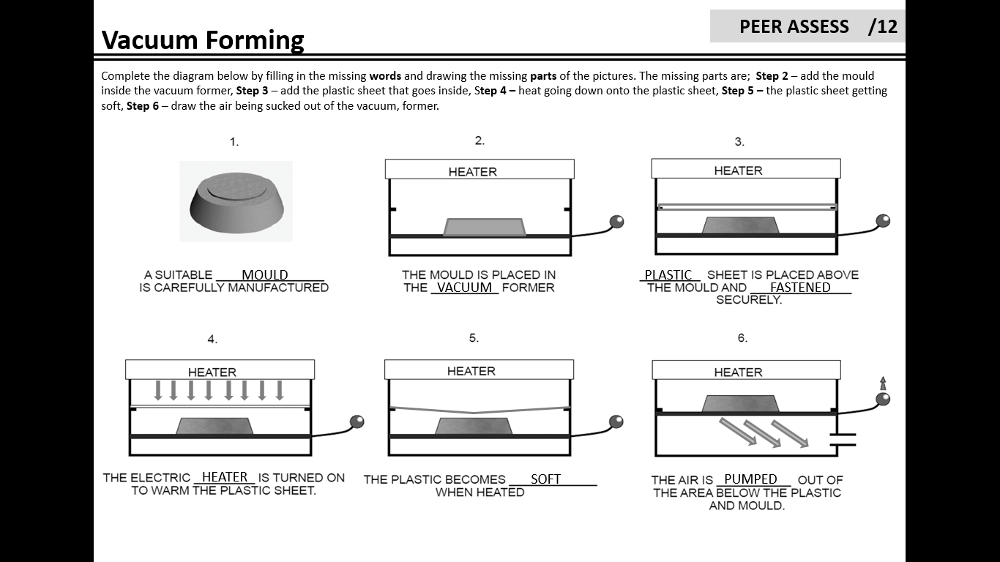 PEER ASSESS /12
Vacuum Forming
Complete the diagram below by filling in the missing words and drawing the missing parts of the pictures. The missing parts are; Step 2 – add the mould
inside the vacuum former, Step 3 – add the plastic sheet that goes inside, Step 4 – heat going down onto the plastic sheet, Step 5 – the plastic sheet getting
soft, Step 6 – draw the air being sucked out of the vacuum, former.
1.
A SUITABLE MOULD
IS CAREFULLY MANUFACTURED
2.
HEATER
THE MOULD IS PLACED IN
THE VACUUM FORMER
3.
HEATER
PLASTIC SHEET IS PLACED ABOVE
THE MOULD AND FASTENED
SECURELY.
4.
HEATER
THE ELECTRIC HEATER IS TURNED ON
TO WARM THE PLASTIC SHEET.
5.
HEATER
THE PLASTIC BECOMES SOFT
WHEN HEATED
6.
HEATER
THE AIR IS PUMPED OUT OF
THE AREA BELOW THE PLASTIC
AND MOULD.